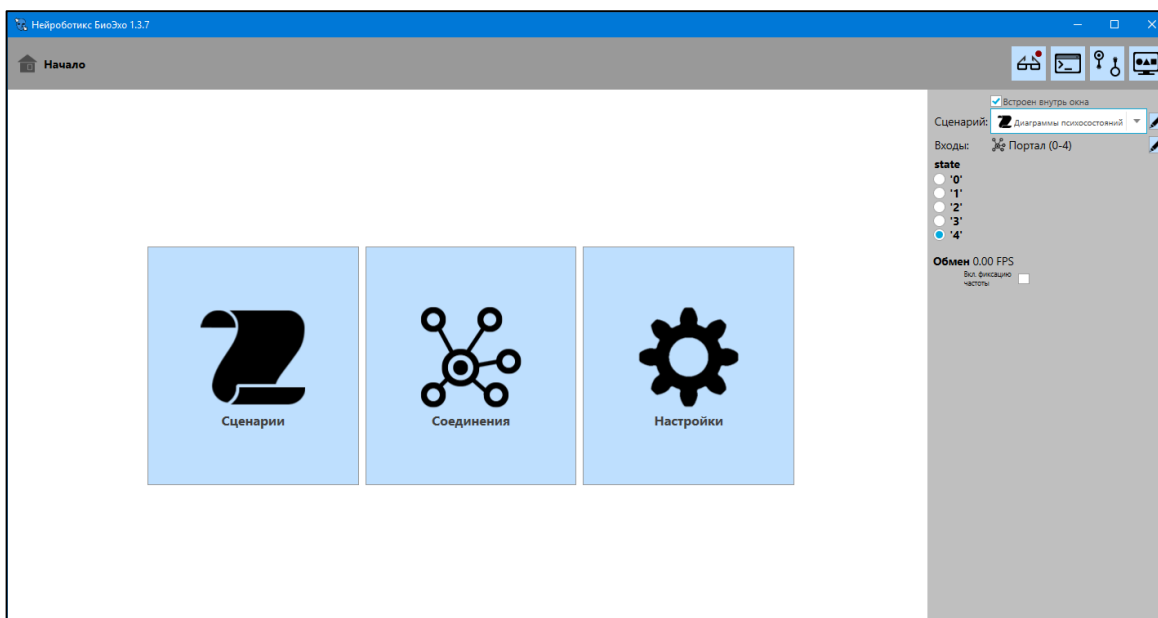 Нейроботикс БиоЭхо 1.3.7
Начало
Встроен внутрь окна
Сценарий: Диаграммы психосостояний
Входы: Портал (0-4)
state
'0'
'1'
'2'
'3'
'4'
Обмен 0.00 FPS
Вкл. фиксацию
частоты
Сценарии
Соединения
Настройки